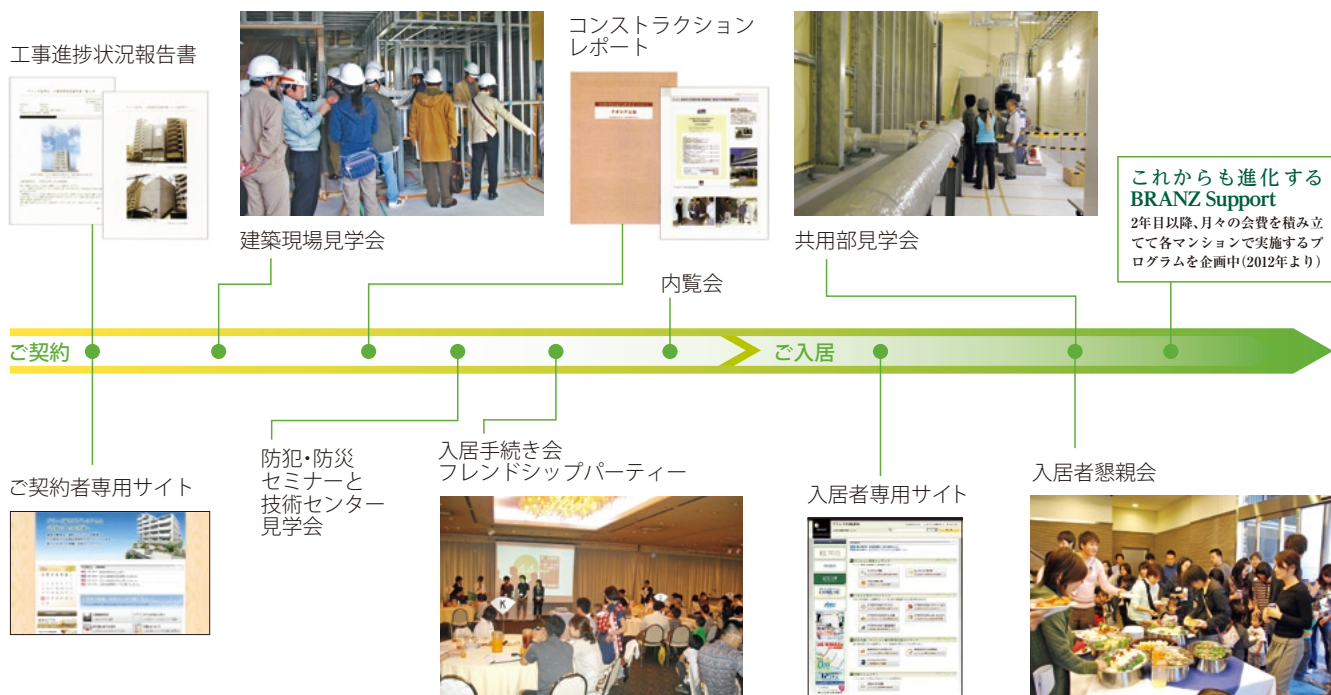 工事進捗状況報告書
コンストラクション
レポート
建築現場見学会
共用部見学会
これからも進化する
BRANZ Support
2年目以降、月々の会費を積み立
てて各マンションで実施するプ
ログラムを企画中(2012年より)
内覧会
ご契約
ご入居
ご契約者専用サイト
防犯・防災
セミナーと
技術センター
見学会
入居手続き会
フレンドシップパーティー
K
入居者専用サイト
入居者懇親会